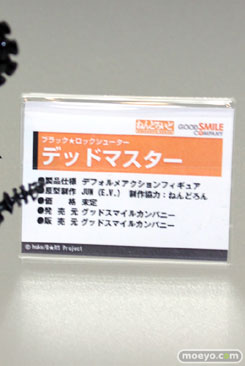 ねんどろいど GOOD SMILE COMPANY
ブラック★ロックシューター
デッドマスター
●製品仕様 デフォルメアクションフィギュア
●原型制作 JUN (E.V.) 制作協力：ねんどろん
●価　　格 未定
●発 売 元 グッドスマイルカンパニー
●販 売 元 グッドスマイルカンパニー
© huke/B★RS Project
moeyo.com